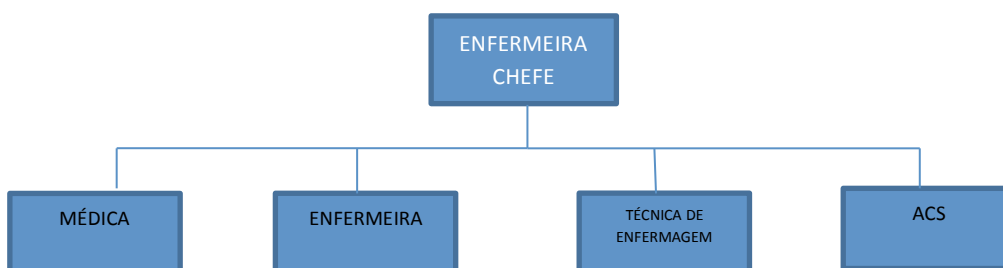 ENFERMEIRA
CHEFE
MÉDICA
ENFERMEIRA
TÉCNICA DE
ENFERMAGEM
ACS